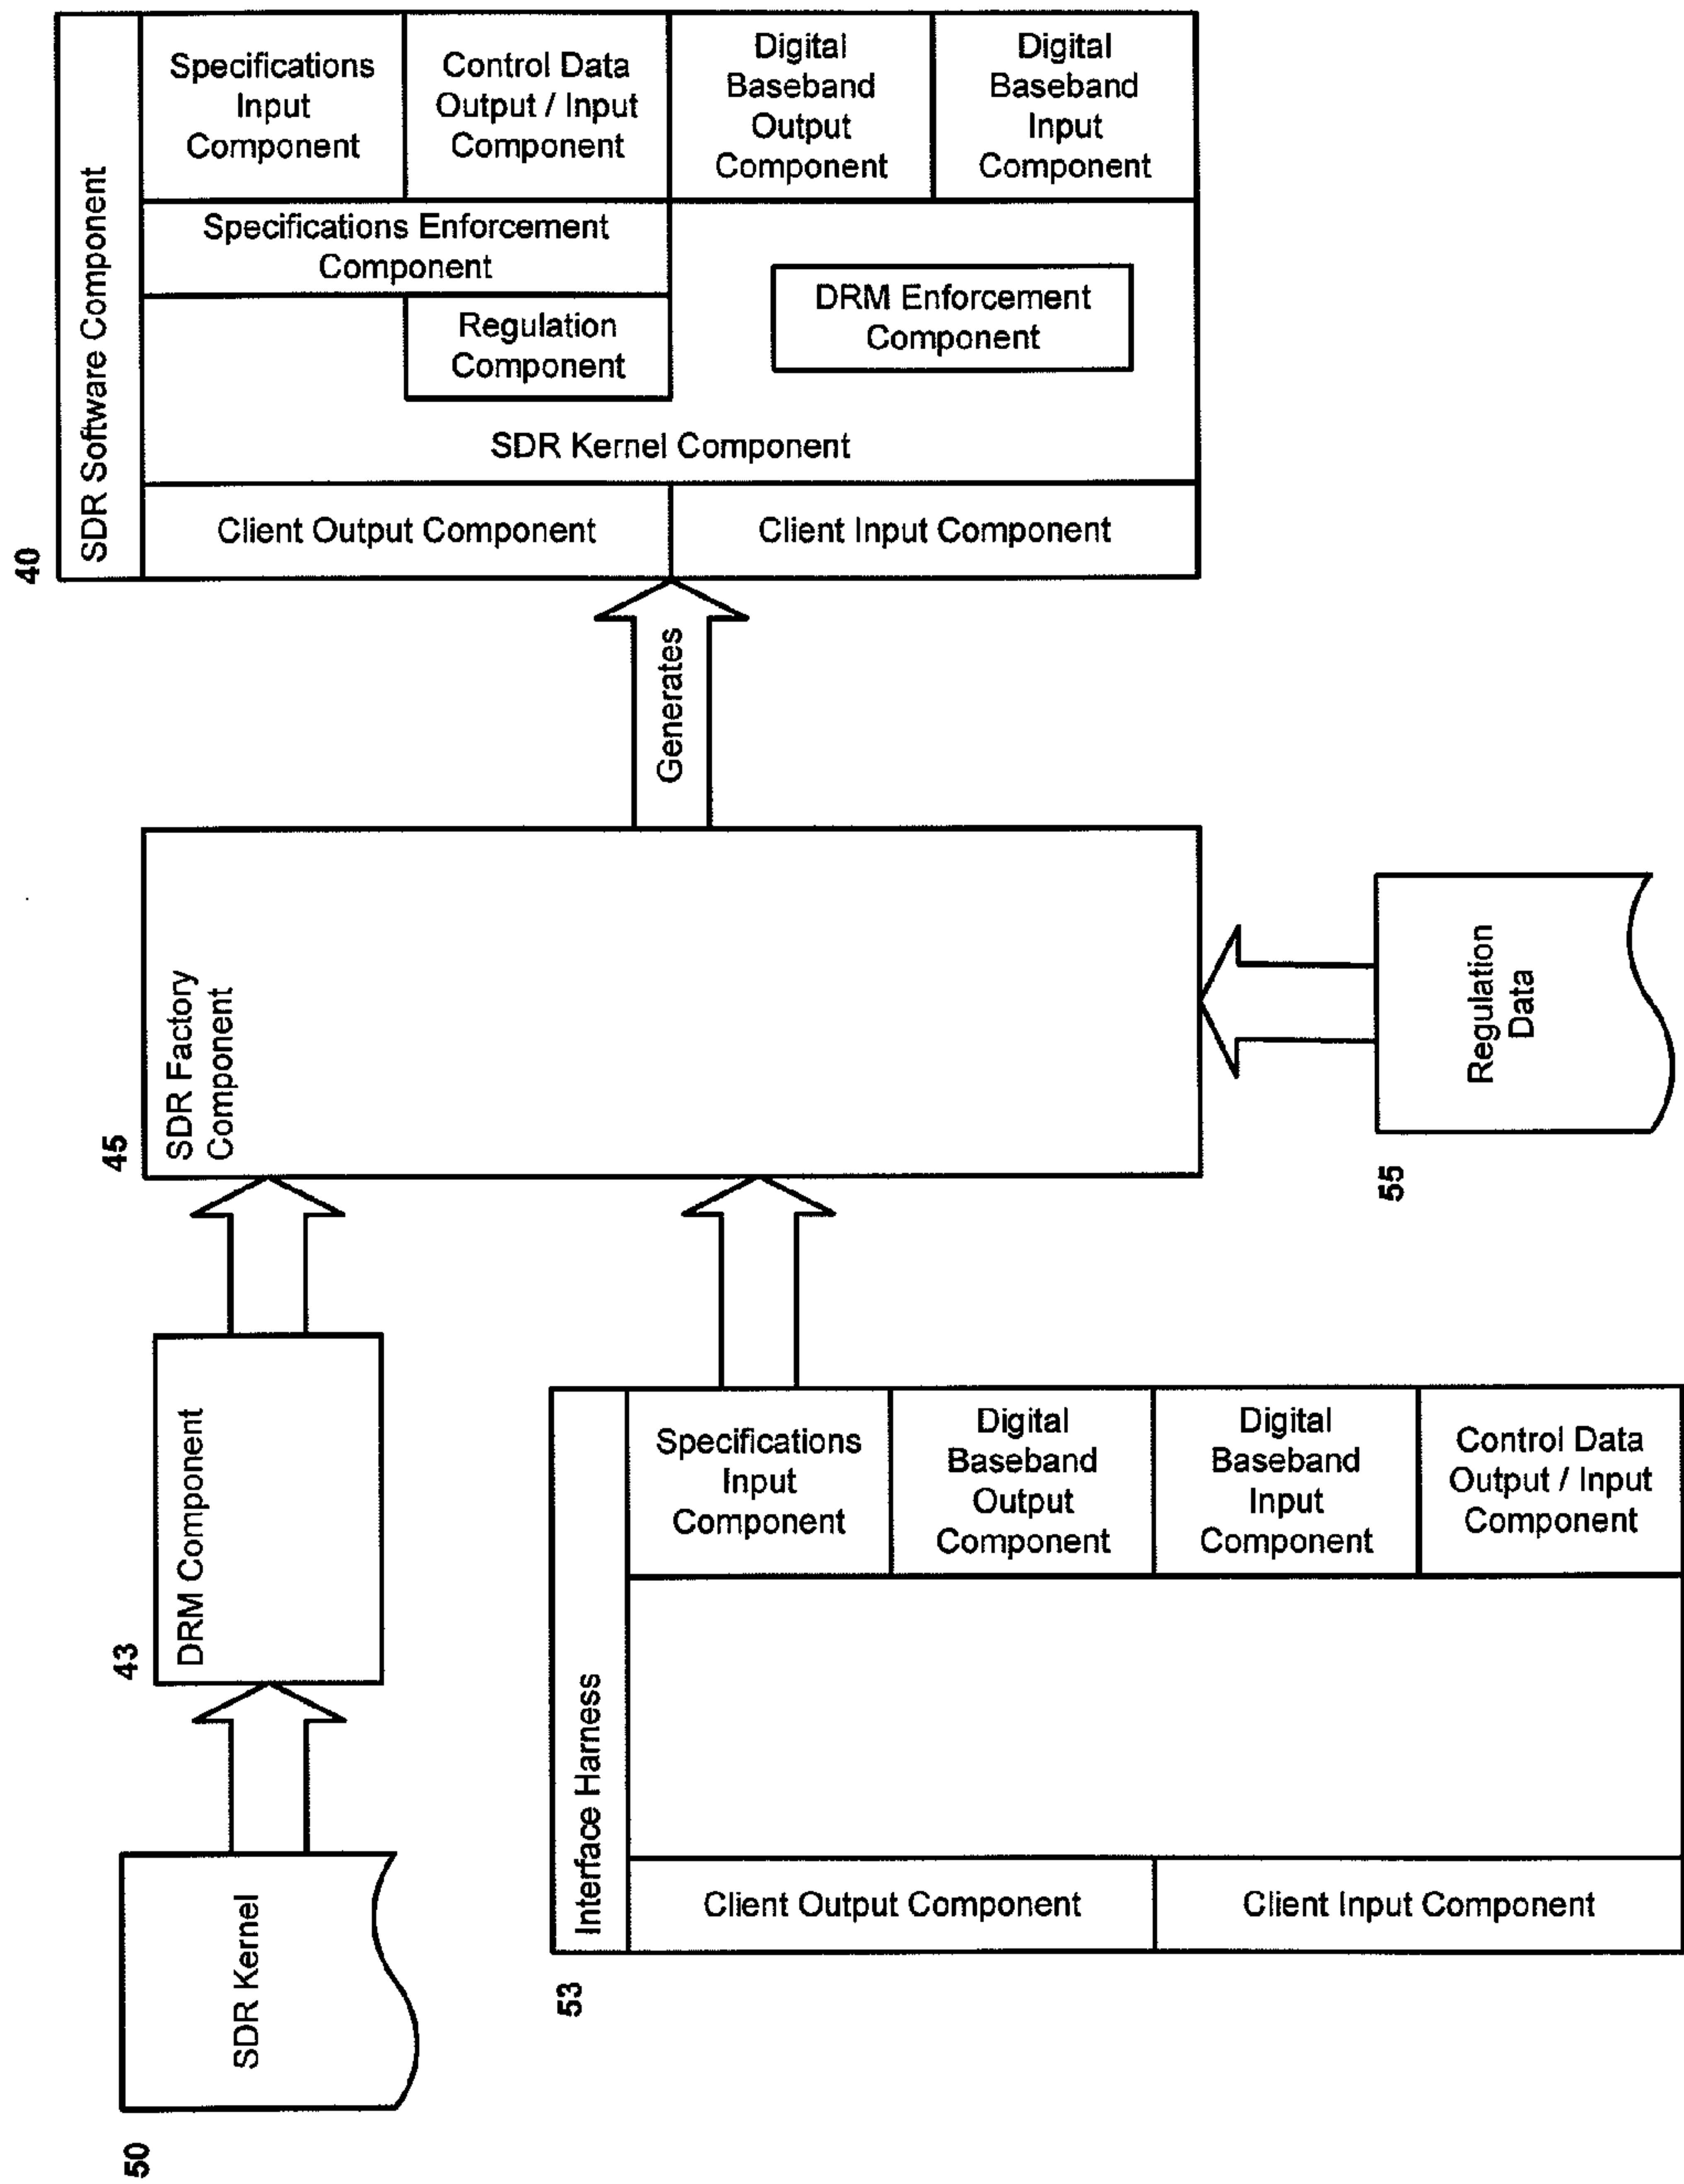 50
SDR Kernel
43
DRM Component
45
SDR Factory
Component
53
Interface Harness
Client Output Component
Client Input Component
Specifications
Input
Component
Digital
Baseband
Output
Component
Digital
Baseband
Input
Component
Control Data
Output / Input
Component
55
Regulation
Data
Generates
40
SDR Software Component
Client Output Component
Client Input Component
SDR Kernel Component
Regulation
Component
DRM Enforcement
Component
Specifications Enforcement
Component
Specifications
Input
Component
Control Data
Output / Input
Component
Digital
Baseband
Output
Component
Digital
Baseband
Input
Component